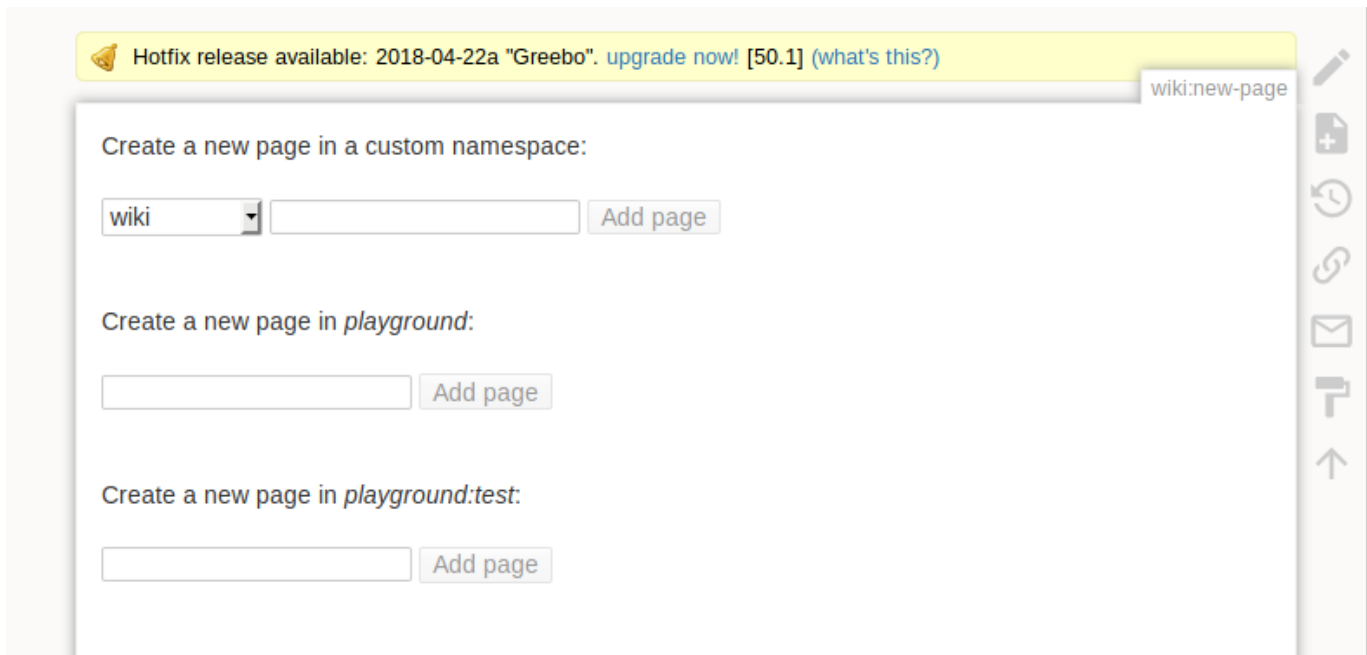 Hotfix release available: 2018-04-22a "Greebo". upgrade now! [50.1] (what's this?)
wiki:new-page
Create a new page in a custom namespace:
wiki Add page
Create a new page in playground:
Add page
Create a new page in playground:test:
Add page